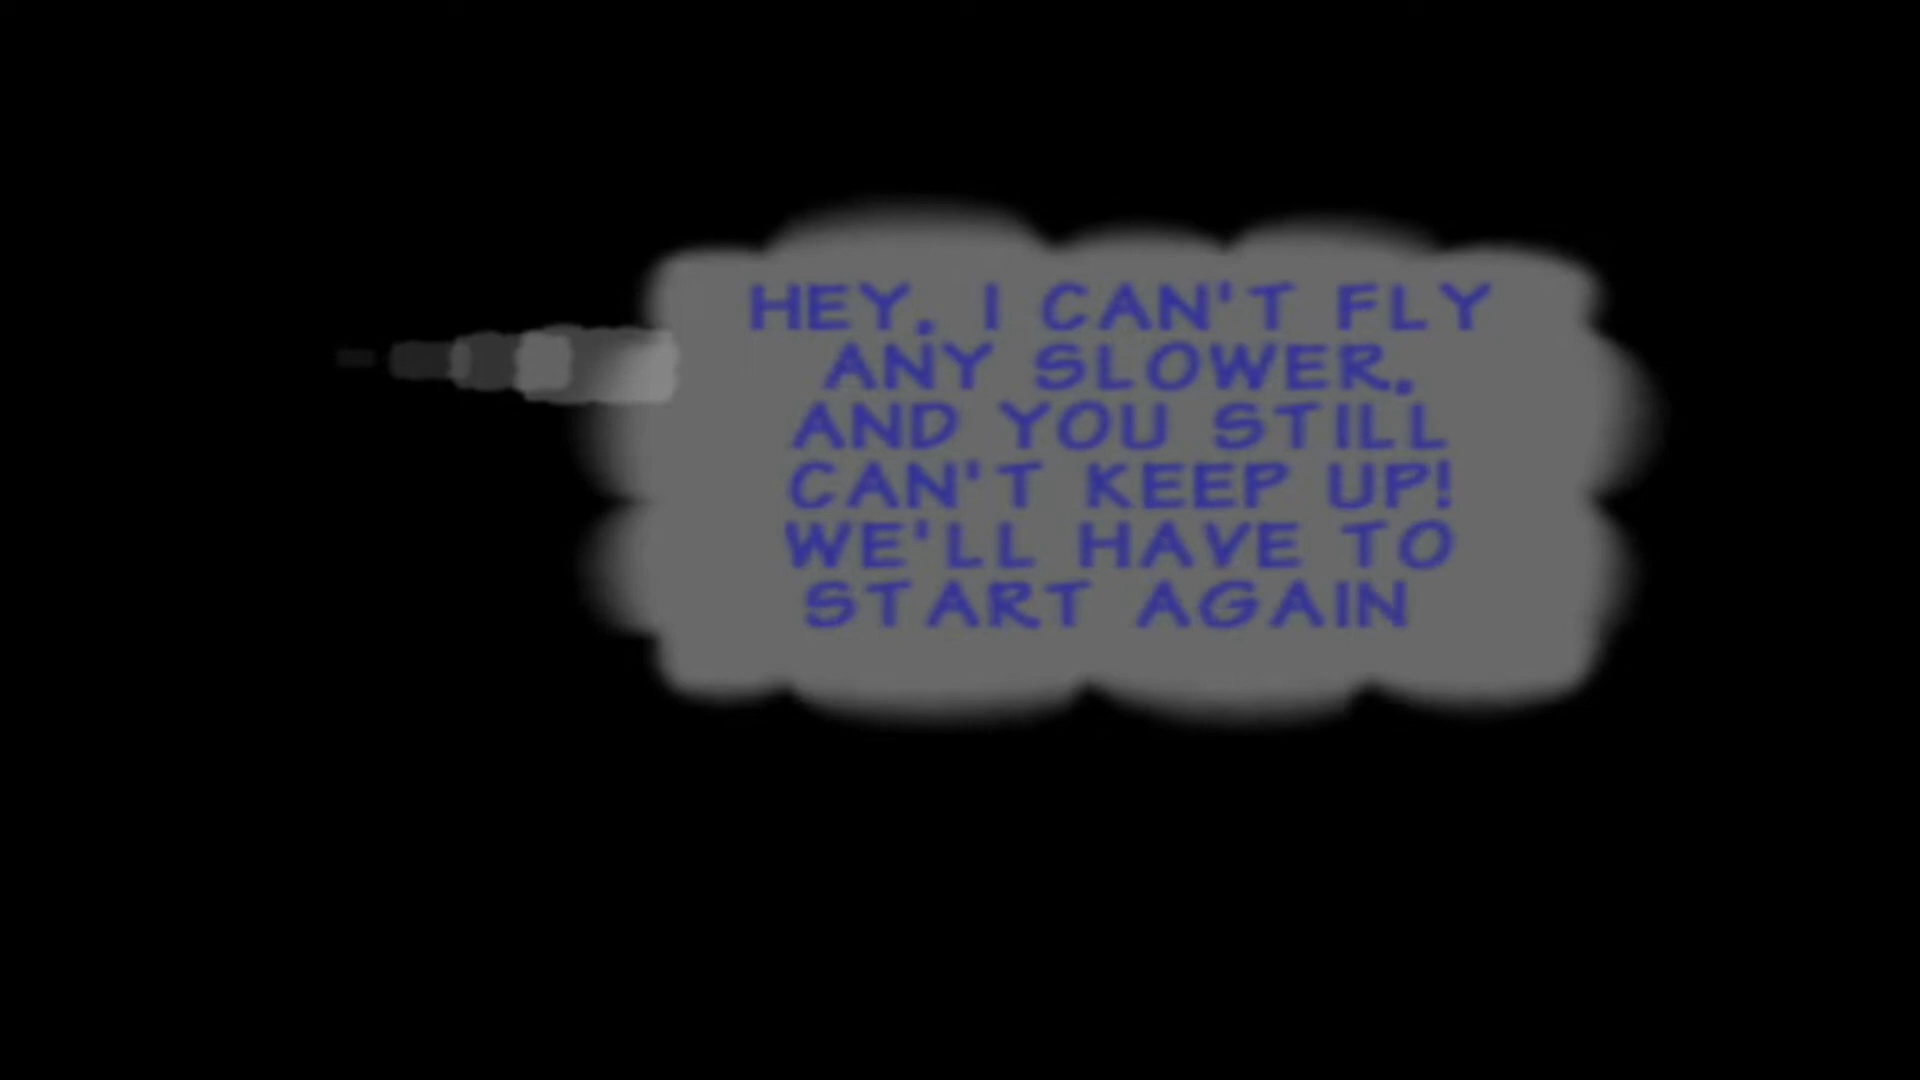 HEY. I CAN'T FLY
ANY SLOWER.
AND YOU STILL
CAN'T KEEP UP!
WE'LL HAVE TO
START AGAIN